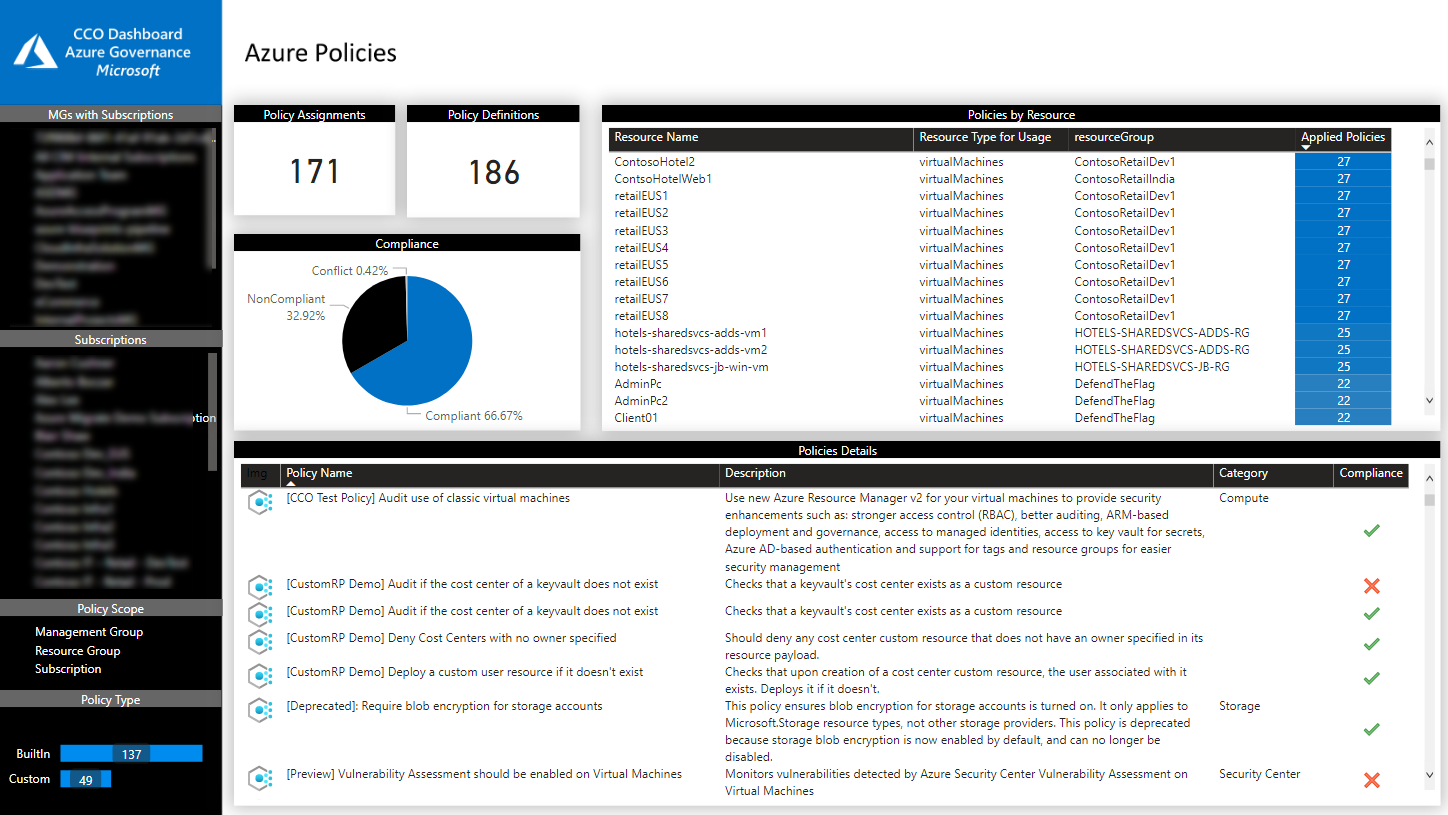 CCO Dashboard
Azure Governance
Microsoft
Azure Policies
MGs with Subscriptions
Subscriptions
ption
Policy Scope
Management Group
Resource Group
Subscription
Policy Type
BuiltIn 137
Custom 49
Policy Assignments
171
Policy Definitions
186
Compliance
Conflict 0.42%
NonCompliant
32.92%
Compliant 66.67%
Policies by Resource
Resource Name Resource Type for Usage resourceGroup Applied Policies
ContosoHotel2 virtualMachines ContosoRetailDev1 27
ContsoHotelWeb1 virtualMachines ContosoRetailIndia 27
retailEUS1 virtualMachines ContosoRetailDev1 27
retailEUS2 virtualMachines ContosoRetailDev1 27
retailEUS3 virtualMachines ContosoRetailDev1 27
retailEUS4 virtualMachines ContosoRetailDev1 27
retailEUS5 virtualMachines ContosoRetailDev1 27
retailEUS6 virtualMachines ContosoRetailDev1 27
retailEUS7 virtualMachines ContosoRetailDev1 27
retailEUS8 virtualMachines ContosoRetailDev1 27
hotels-sharedsvcs-adds-vm1 virtualMachines HOTELS-SHAREDSVCS-ADDS-RG 25
hotels-sharedsvcs-adds-vm2 virtualMachines HOTELS-SHAREDSVCS-ADDS-RG 25
hotels-sharedsvcs-jb-win-vm virtualMachines HOTELS-SHAREDSVCS-JB-RG 25
AdminPc virtualMachines DefendTheFlag 22
AdminPc2 virtualMachines DefendTheFlag 22
Client01 virtualMachines DefendTheFlag 22
Policies Details
Img Policy Name Description Category Compliance
[CCO Test Policy] Audit use of classic virtual machines Use new Azure Resource Manager v2 for your virtual machines to provide security Compute
enhancements such as: stronger access control (RBAC), better auditing, ARM-based
deployment and governance, access to managed identities, access to key vault for secrets,
Azure AD-based authentication and support for tags and resource groups for easier
security management
[CustomRP Demo] Audit if the cost center of a keyvault does not exist Checks that a keyvault's cost center exists as a custom resource
[CustomRP Demo] Audit if the cost center of a keyvault does not exist Checks that a keyvault's cost center exists as a custom resource
[CustomRP Demo] Deny Cost Centers with no owner specified Should deny any cost center custom resource that does not have an owner specified in its
resource payload.
[CustomRP Demo] Deploy a custom user resource if it doesn't exist Checks that upon creation of a cost center custom resource, the user associated with it
exists. Deploys it if it doesn't.
[Deprecated]: Require blob encryption for storage accounts This policy ensures blob encryption for storage accounts is turned on. It only applies to Storage
Microsoft.Storage resource types, not other storage providers. This policy is deprecated
because storage blob encryption is now enabled by default, and can no longer be
disabled.
[Preview] Vulnerability Assessment should be enabled on Virtual Machines Monitors vulnerabilities detected by Azure Security Center Vulnerability Assessment on Security Center
Virtual Machines